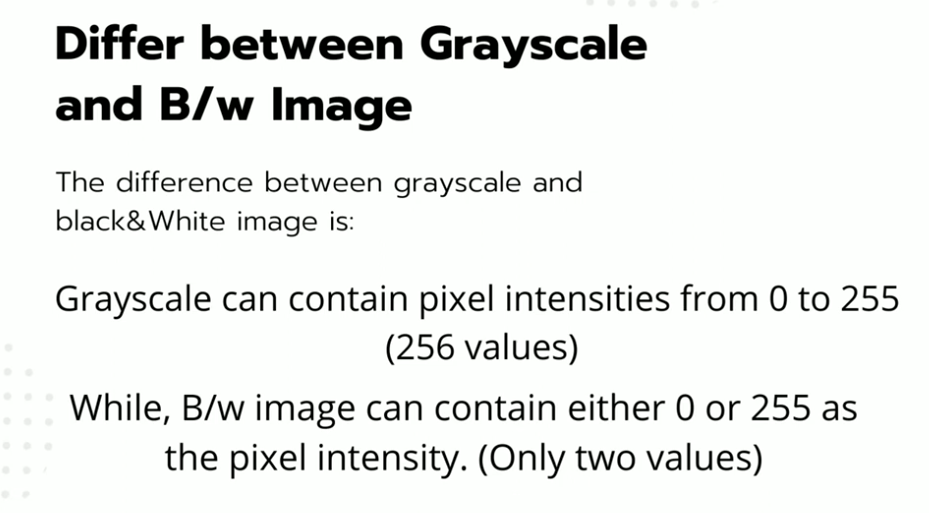 Differ between Grayscale
and B/w Image
The difference between grayscale and
black&White image is:
Grayscale can contain pixel intensities from 0 to 255
(256 values)
While, B/w image can contain either 0 or 255 as
the pixel intensity. (Only two values)